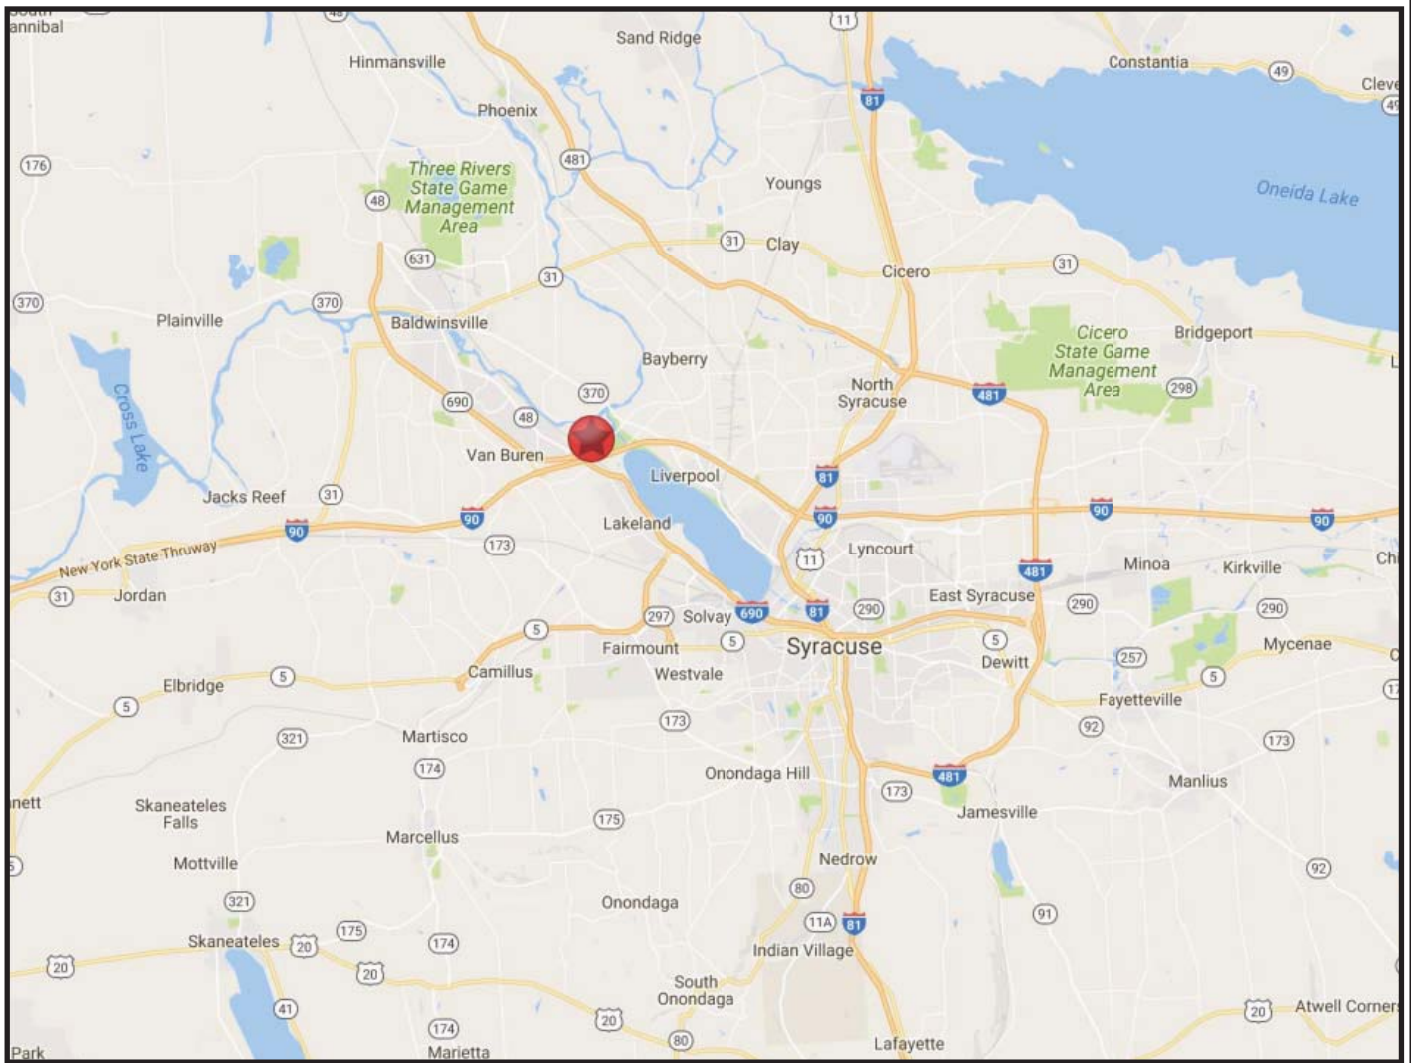 annibal
48
Sand Ridge
11
Hinmansville
Constantia
49
Cleve
49
81
Phoenix
176
481
Three Rivers
State Game
Management
Area
48
Youngs
Oneida Lake
631
31
Clay
31
Cicero
31
370
370
Plainville
Baldwinsville
Bayberry
Cicero
State Game
Management
Area
Bridgeport
298
L
Cross Lake
690
48
370
North
Syracuse
481
Van Buren
Liverpool
81
Jacks Reef
31
90
90
Lakeland
90
90
90
New York State Thruway
173
11
Lyncourt
481
Minoa
Kirkville
Chi
31
Jordan
297
Solvay
690
81
290
East Syracuse
290
290
5
Fairmount
5
Syracuse
5
Dewitt
257
Mycenae
C
5
Camillus
Westvale
5
Elbridge
5
Fayetteville
17
173
92
321
Martisco
173
174
Onondaga Hill
481
173
Manlius
nett
Skaneateles
Falls
175
Jamesville
Marcellus
Mottville
Nedrow
5
92
321
Onondaga
80
11A
81
91
175
174
Skaneateles
20
Indian Village
20
20
South
Onondaga
41
20
20
Atwell Corners
174
80
Lafayette
Park
Marietta